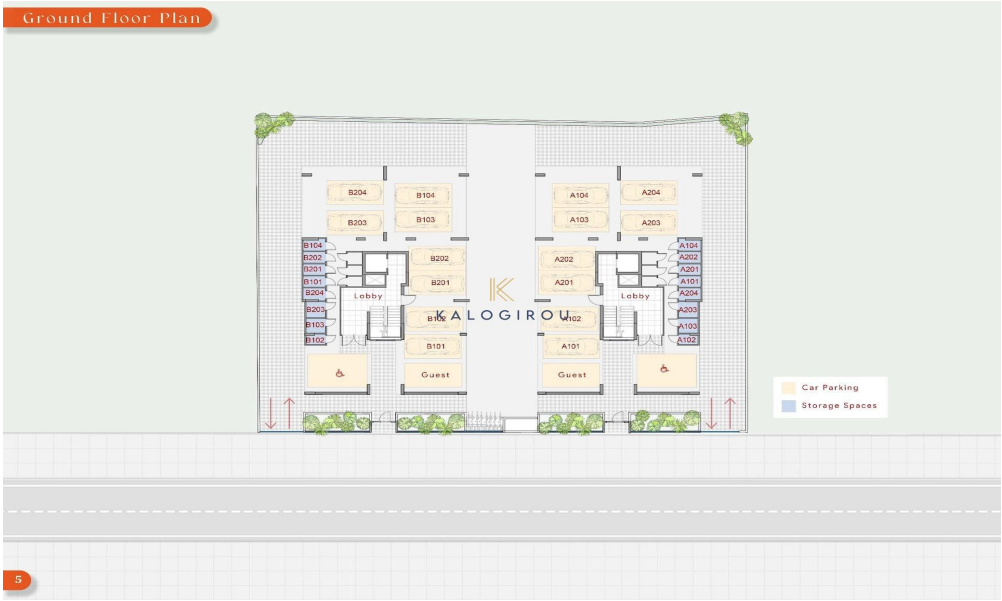 Ground Floor Plan
B204
B104
A104
A204
B203
B103
A103
A203
B104
B202
B201
B101
B204
B203
B103
B102
Lobby
B202
B201
B102
B101
Guest
KALOGIROU
A202
A201
A102
A101
Guest
Lobby
A104
A202
A201
A101
A204
A203
A103
A102
Car Parking
Storage Spaces
5